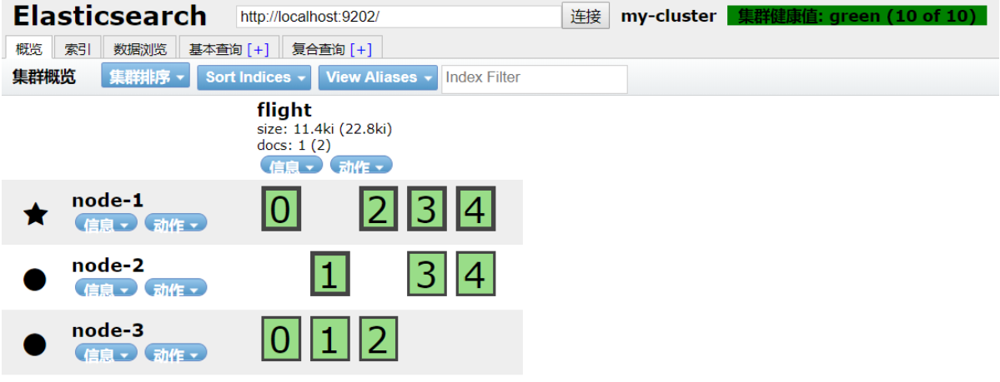 Elasticsearch http://localhost:9202/ 连接 my-cluster 集群健康值: green (10 of 10)
概览 索引 数据浏览 基本查询 [+] 复合查询 [+]
集群概览 集群排序 Sort Indices View Aliases Index Filter
flight
size: 11.4ki (22.8ki)
docs: 1 (2)
信息 动作
node-1 0 2 3 4
信息 动作
node-2 1 3 4
信息 动作
node-3 0 1 2
信息 动作